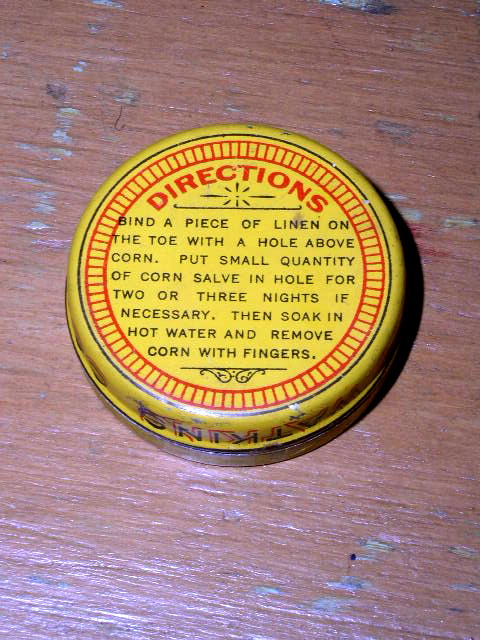 DIRECTIONS
BIND A PIECE OF LINEN ON
THE TOE WITH A HOLE ABOVE
CORN. PUT SMALL QUANTITY
OF CORN SALVE IN HOLE FOR
TWO OR THREE NIGHTS IF
NECESSARY. THEN SOAK IN
HOT WATER AND REMOVE
CORN WITH FINGERS.